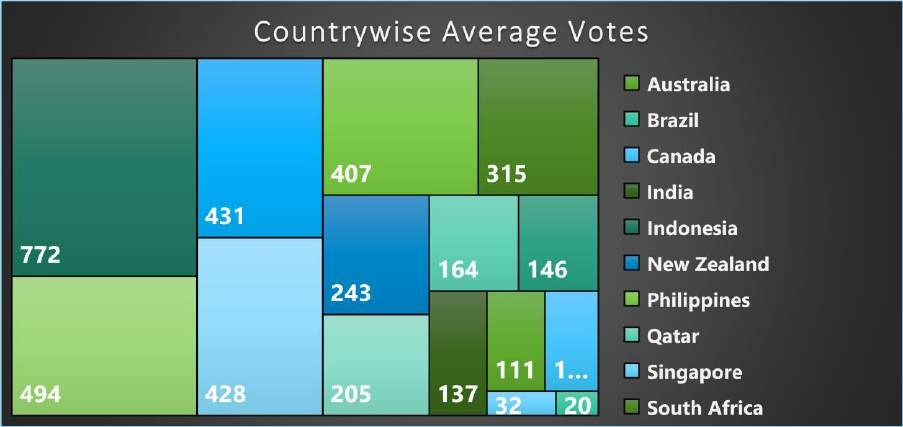 Countrywise Average Votes
772
494
431
428
407
315
243
205
164
146
137
111
1...
32
20
Australia
Brazil
Canada
India
Indonesia
New Zealand
Philippines
Qatar
Singapore
South Africa